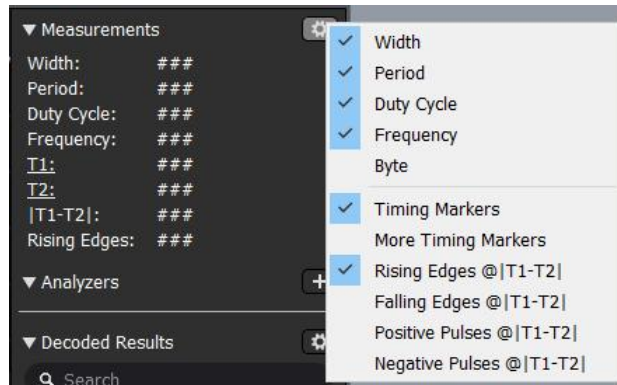 Measurements
Width: ###
Period: ###
Duty Cycle: ###
Frequency: ###
T1: ###
T2: ###
|T1-T2|: ###
Rising Edges: ###
Analyzers
Decoded Results
Search
Width
Period
Duty Cycle
Frequency
Byte
Timing Markers
More Timing Markers
Rising Edges @|T1-T2|
Falling Edges @|T1-T2|
Positive Pulses @|T1-T2|
Negative Pulses @|T1-T2|